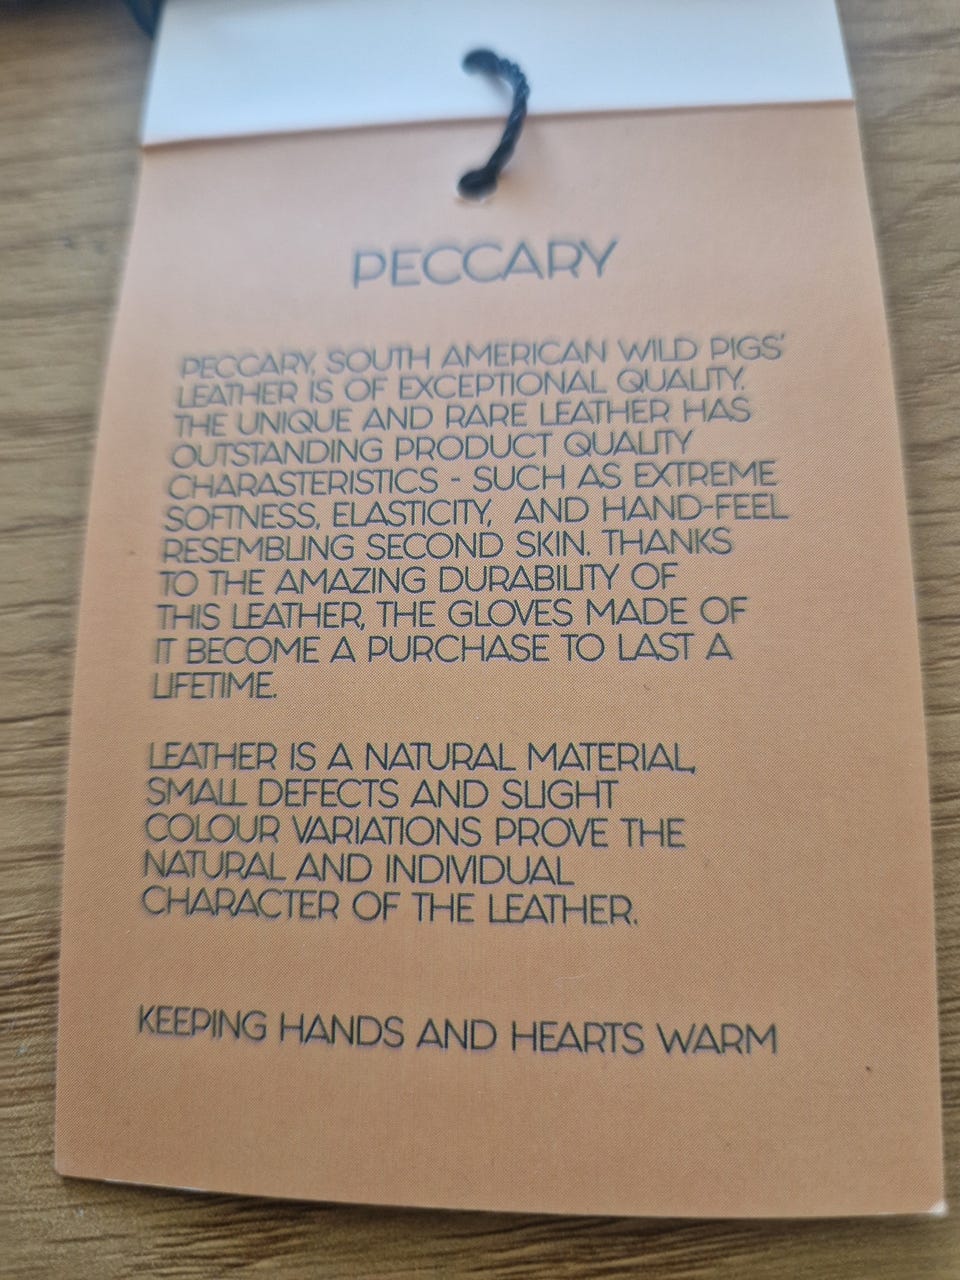 PECCARY
PECCARY, SOUTH AMERICAN WILD PIGS'
LEATHER IS OF EXCEPTIONAL QUALITY.
THE UNIQUE AND RARE LEATHER HAS
OUTSTANDING PRODUCT QUALITY
CHARASTERISTICS - SUCH AS EXTREME
SOFTNESS, ELASTICITY, AND HAND-FEEL
RESEMBLING SECOND SKIN. THANKS
TO THE AMAZING DURABILITY OF
THIS LEATHER, THE GLOVES MADE OF
IT BECOME A PURCHASE TO LAST A
LIFETIME.
LEATHER IS A NATURAL MATERIAL,
SMALL DEFECTS AND SLIGHT
COLOUR VARIATIONS PROVE THE
NATURAL AND INDIVIDUAL
CHARACTER OF THE LEATHER.
KEEPING HANDS AND HEARTS WARM